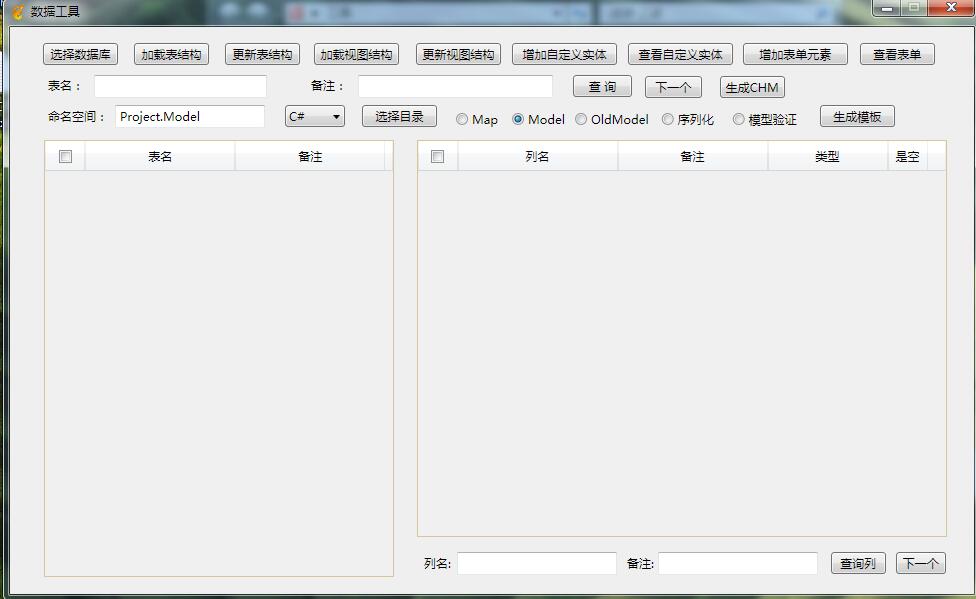 数据工具
选择数据库 加载表结构 更新表结构 加载视图结构 更新视图结构 增加自定义实体 查看自定义实体 增加表单元素 查看表单
表名： 备注： 查 询 下一个 生成CHM
命名空间： Project.Model C# 选择目录 Map Model OldModel 序列化 模型验证 生成模板
表名 备注 列名 备注 类型 是空
列名: 备注: 查询列 下一个